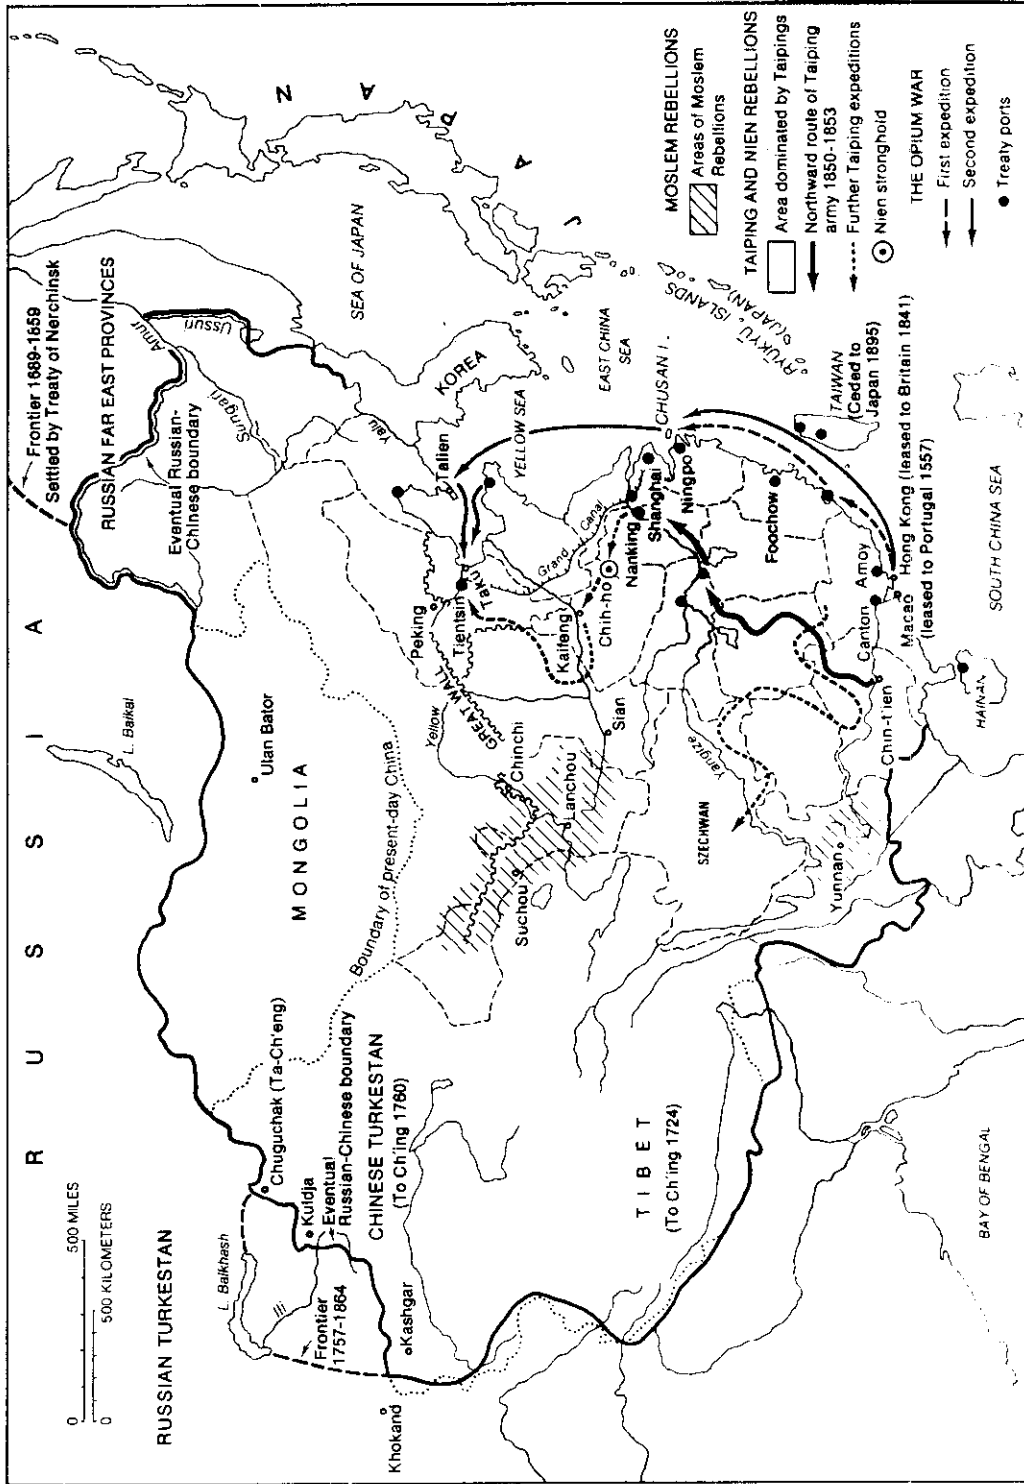 0 500 MILES
0 500 KILOMETERS
RUSSIAN TURKESTAN
R U S S I A
L. Balkhash
Ili
Frontier
1757-1864
Khokand
Kashgar
Chuguchak (Ta-Ch'eng)
Kuldja
Eventual
Russian-Chinese boundary
CHINESE TURKESTAN
(To Ch'ing 1760)
TIBET
(To Ch'ing 1724)
BAY OF BENGAL
L. Baikal
Ulan Bator
MONGOLIA
Boundary of present-day China
Frontier 1689-1859
Settled by Treaty of Nerchinsk
RUSSIAN FAR EAST PROVINCES
Eventual Russian-
Chinese boundary
Amur
Ussuri
Sungari
Yalu
SEA OF JAPAN
JAPAN
KOREA
Peking
Tientsin
TAKU
Talien
YELLOW SEA
GREAT WALL
Yellow
Chinchi
Suchou
Lanchou
Sian
Kaifeng
Chih-ho
Grand Canal
Nanking
Shanghai
Ningpo
CHUSAN I.
EAST CHINA
SEA
RYŪKYŪ ISLANDS
(JAPAN)
Yangtze
SZECHWAN
Yunnan
Foochow
Amoy
Canton
Chin-t'ien
Macao
(leased to Portugal 1557)
Hong Kong (leased to Britain 1841)
TAIWAN
(Ceded to
Japan 1895)
HAINAN
SOUTH CHINA SEA
MOSLEM REBELLIONS
Areas of Moslem
Rebellions
TAIPING AND NIEN REBELLIONS
Area dominated by Taipings
Northward route of Taiping
army 1850-1853
Further Taiping expeditions
Nien stronghold
THE OPIUM WAR
First expedition
Second expedition
Treaty ports